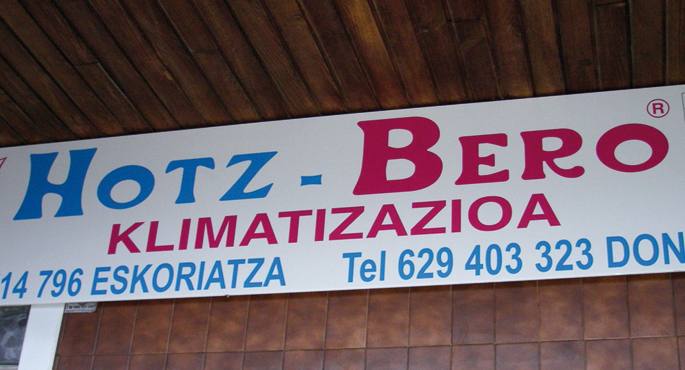 HOTZ - BERO ®
KLIMATIZAZIOA
14 796 ESKORIATZA Tel 629 403 323 DON